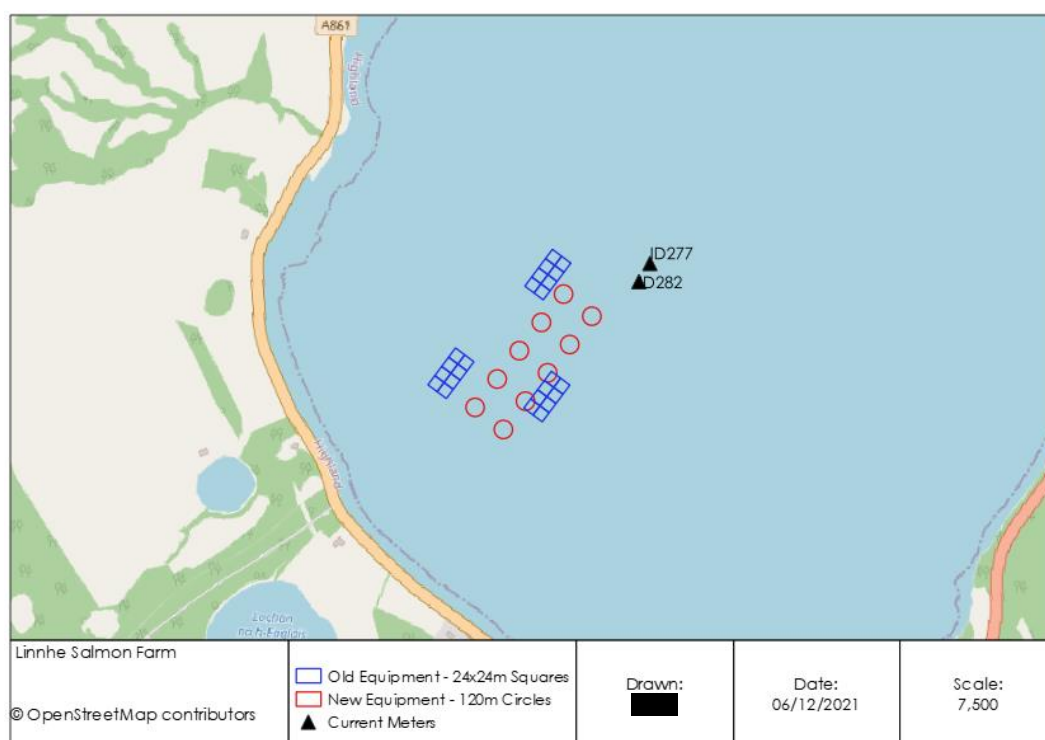 A861
Highland
ID277
ID282
Highland
Lochan
na h-Eaglais
Linnhe Salmon Farm
© OpenStreetMap contributors
Old Equipment - 24x24m Squares
New Equipment - 120m Circles
Current Meters
Drawn:
Date:
06/12/2021
Scale:
7,500